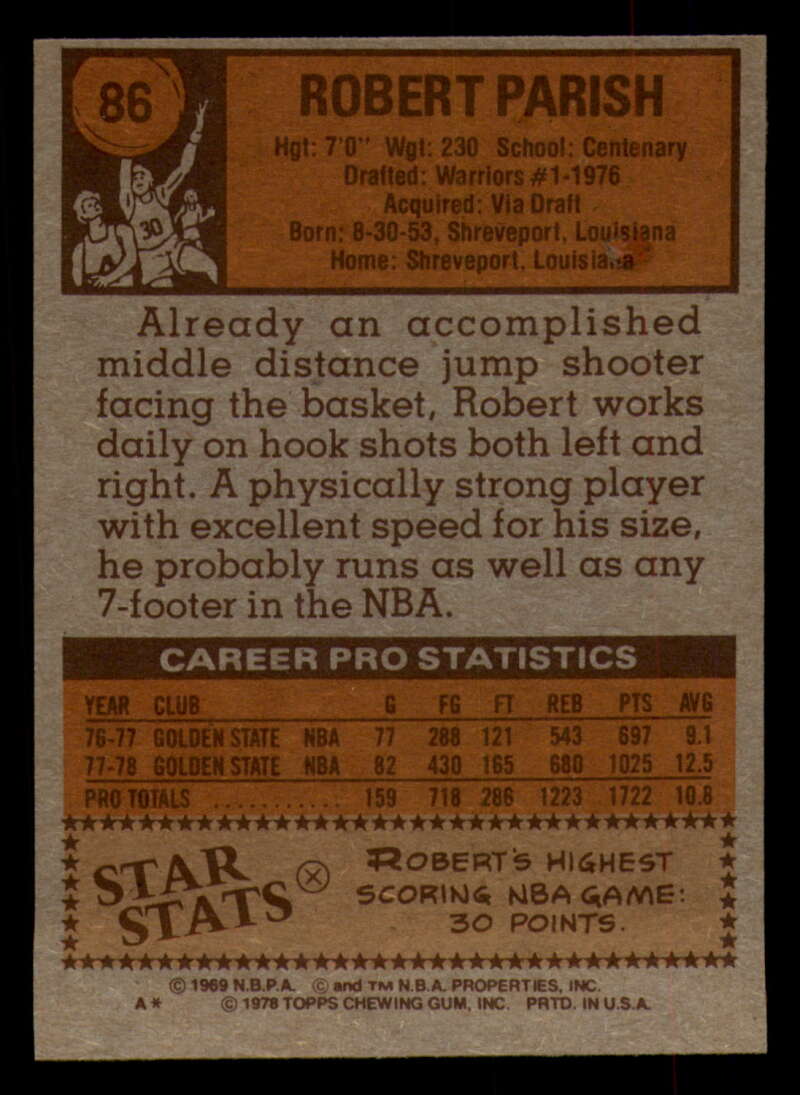 86
ROBERT PARISH
Hgt: 7'0" Wgt: 230 School: Centenary
Drafted: Warriors #1-1976
Acquired: Via Draft
Born: 8-30-53, Shreveport, Louisiana
Home: Shreveport, Louisiana
30
Already an accomplished
middle distance jump shooter
facing the basket, Robert works
daily on hook shots both left and
right. A physically strong player
with excellent speed for his size,
he probably runs as well as any
7-footer in the NBA.
CAREER PRO STATISTICS
YEAR CLUB G FG FT REB PTS AVG
76-77 GOLDEN STATE NBA 77 288 121 543 697 9.1
77-78 GOLDEN STATE NBA 82 430 165 680 1025 12.5
PRO TOTALS ........... 159 718 286 1223 1722 10.8
STAR
STATS
ROBERT'S HIGHEST
SCORING NBA GAME:
30 POINTS.
© 1969 N.B.P.A. © and TM N.B.A. PROPERTIES, INC.
A* © 1978 TOPPS CHEWING GUM, INC. PRTD. IN U.S.A.